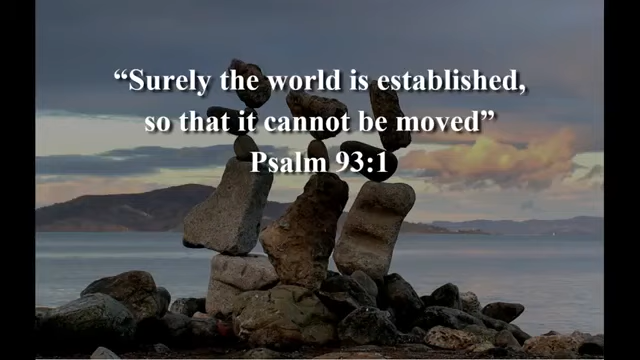 “Surely the world is established,
so that it cannot be moved”
Psalm 93:1